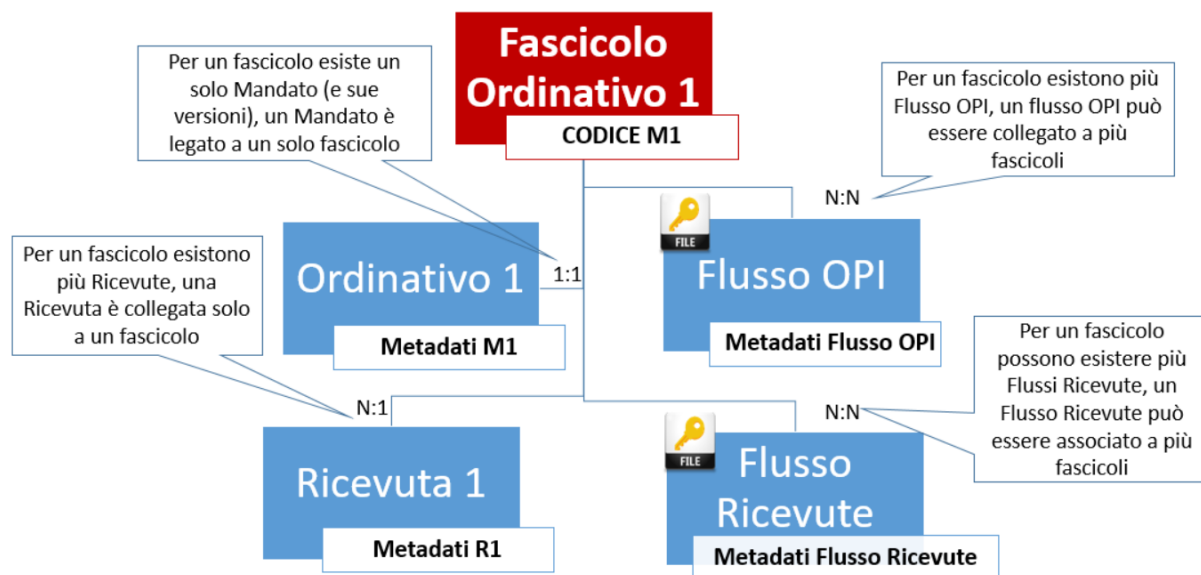 Fascicolo
Ordinativo 1
CODICE M1
Per un fascicolo esiste un
solo Mandato (e sue
versioni), un Mandato è
legato a un solo fascicolo
Per un fascicolo esistono più
Flusso OPI, un flusso OPI può
essere collegato a più
fascicoli
N:N
FILE
Flusso OPI
Metadati Flusso OPI
Ordinativo 1
1:1
Metadati M1
Per un fascicolo esistono
più Ricevute, una
Ricevuta è collegata solo
a un fascicolo
N:1
Ricevuta 1
Metadati R1
Per un fascicolo
possono esistere più
Flussi Ricevute, un
Flusso Ricevute può
essere associato a più
fascicoli
N:N
FILE
Flusso
Ricevute
Metadati Flusso Ricevute